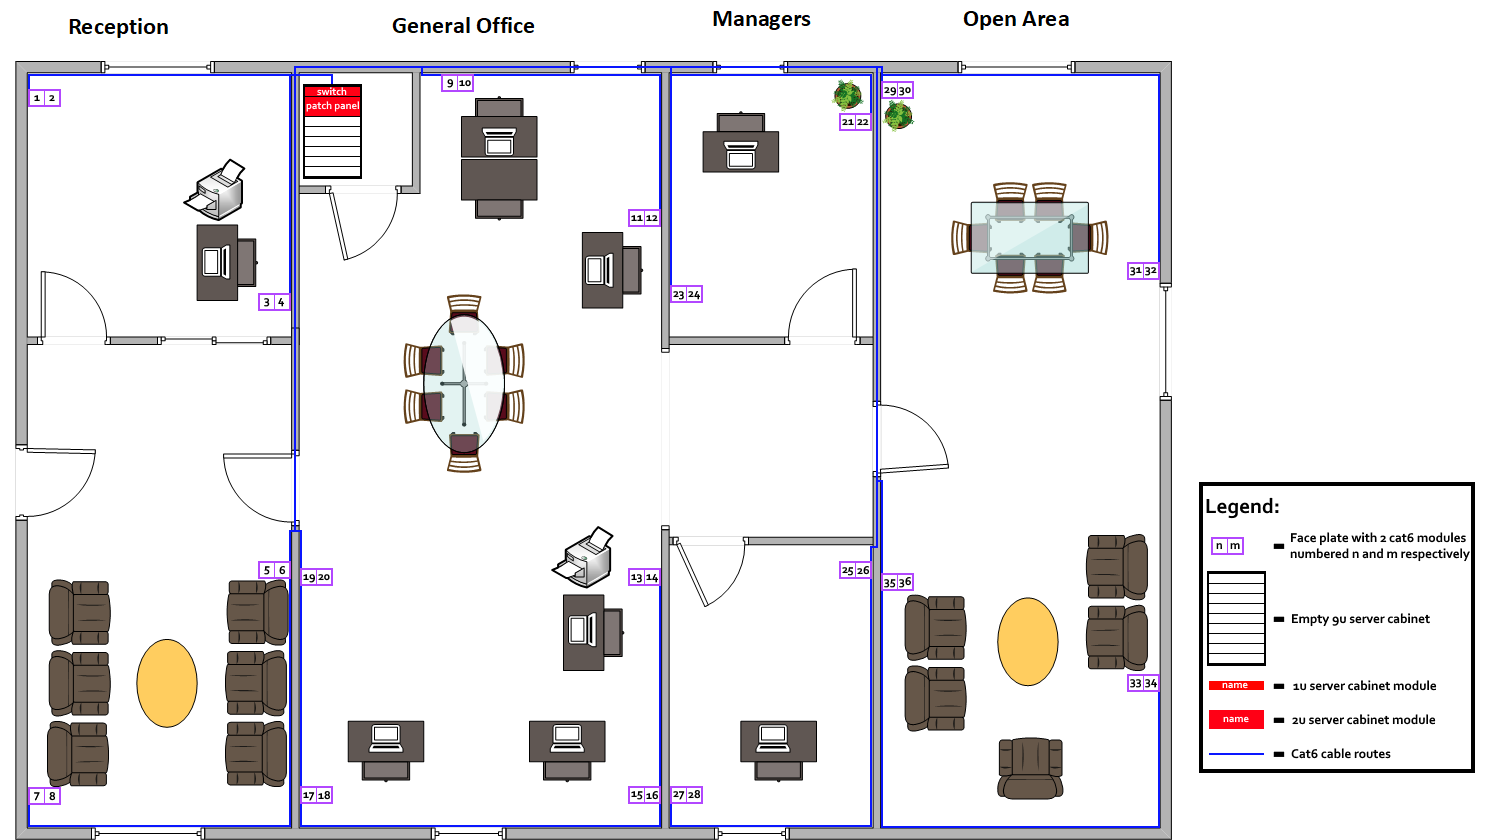 Reception
General Office
Managers
Open Area
switch
patch panel
1 2
3 4
5 6
7 8
9 10
11 12
13 14
15 16
17 18
19 20
21 22
23 24
25 26
27 28
29 30
31 32
33 34
35 36
Legend:
n m
Face plate with 2 cat6 modules
numbered n and m respectively
Empty 9u server cabinet
name
1u server cabinet module
name
2u server cabinet module
Cat6 cable routes